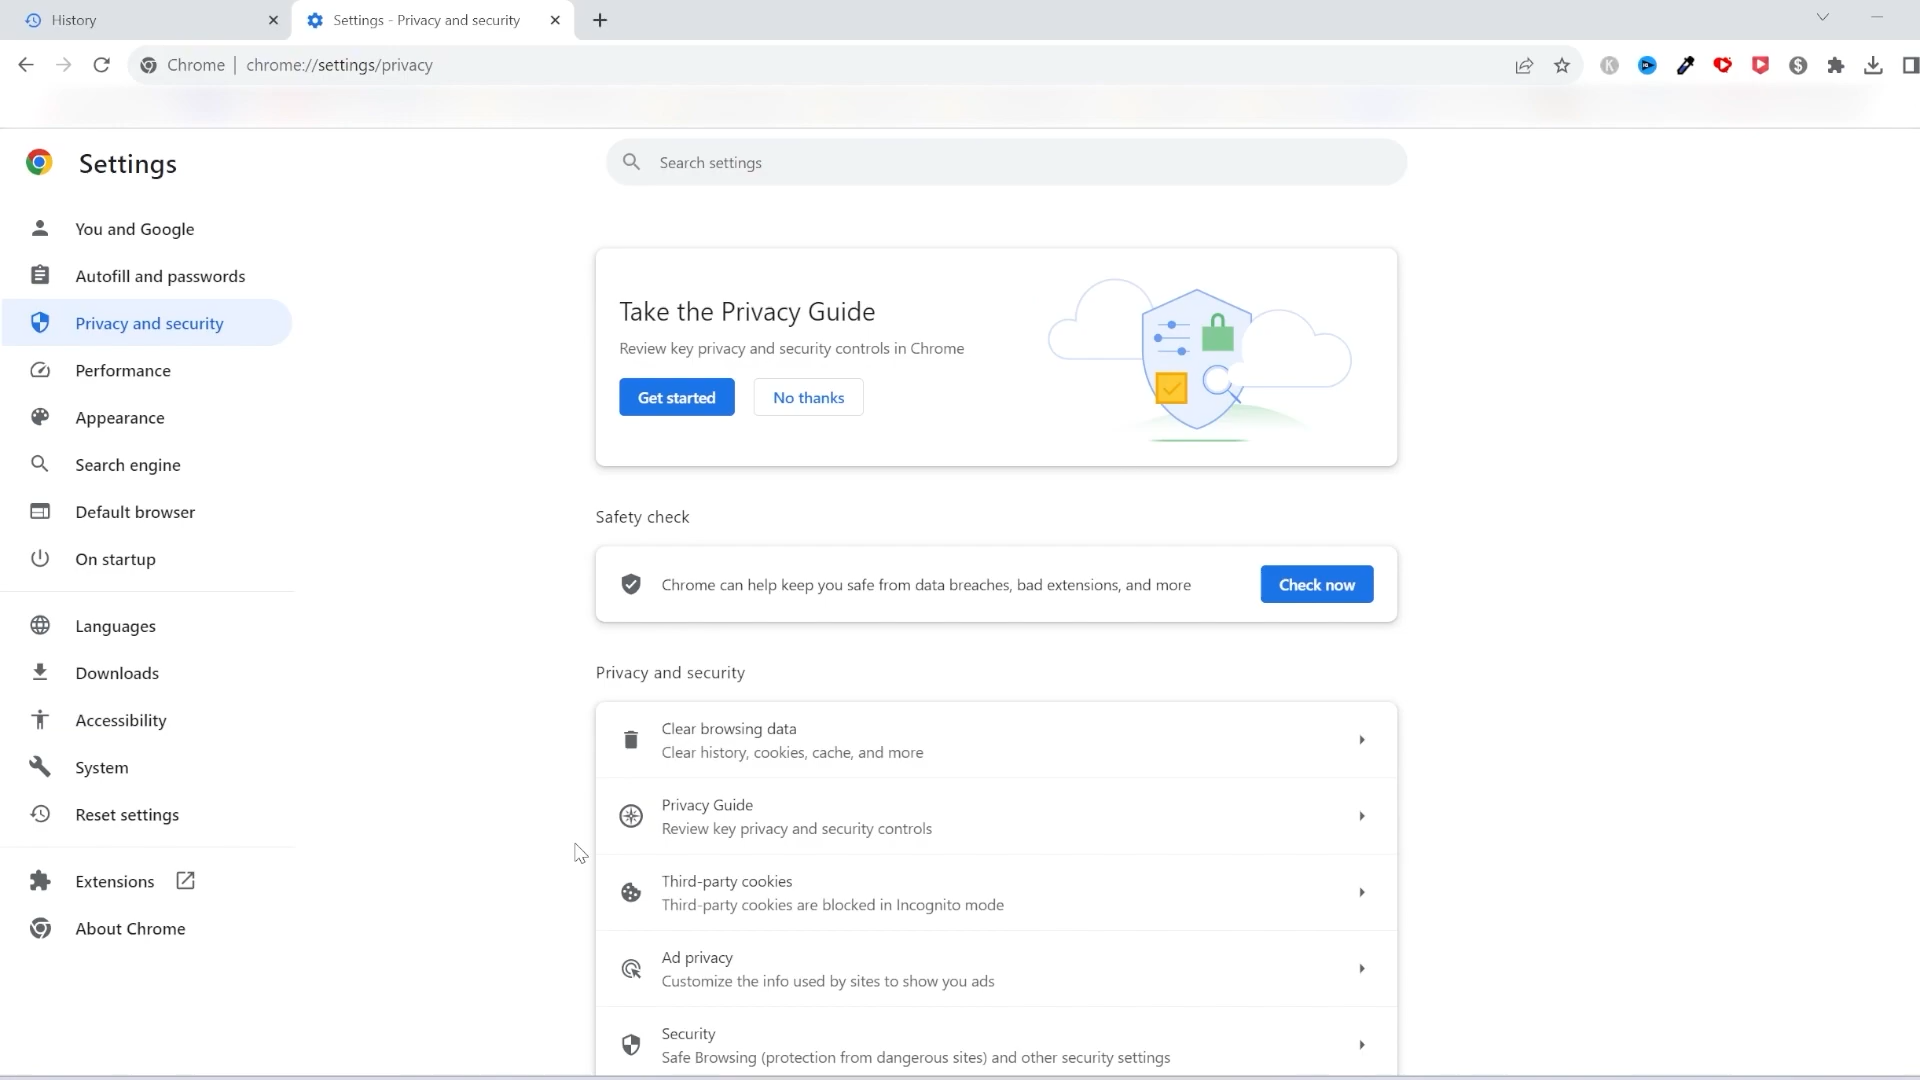 History
Settings - Privacy and security
Chrome | chrome://settings/privacy
K
$
Settings
Search settings
You and Google
Autofill and passwords
Privacy and security
Performance
Appearance
Search engine
Default browser
On startup
Languages
Downloads
Accessibility
System
Reset settings
Extensions
About Chrome
Take the Privacy Guide
Review key privacy and security controls in Chrome
Get started
No thanks
Safety check
Chrome can help keep you safe from data breaches, bad extensions, and more
Check now
Privacy and security
Clear browsing data
Clear history, cookies, cache, and more
Privacy Guide
Review key privacy and security controls
Third-party cookies
Third-party cookies are blocked in Incognito mode
Ad privacy
Customize the info used by sites to show you ads
Security
Safe Browsing (protection from dangerous sites) and other security settings